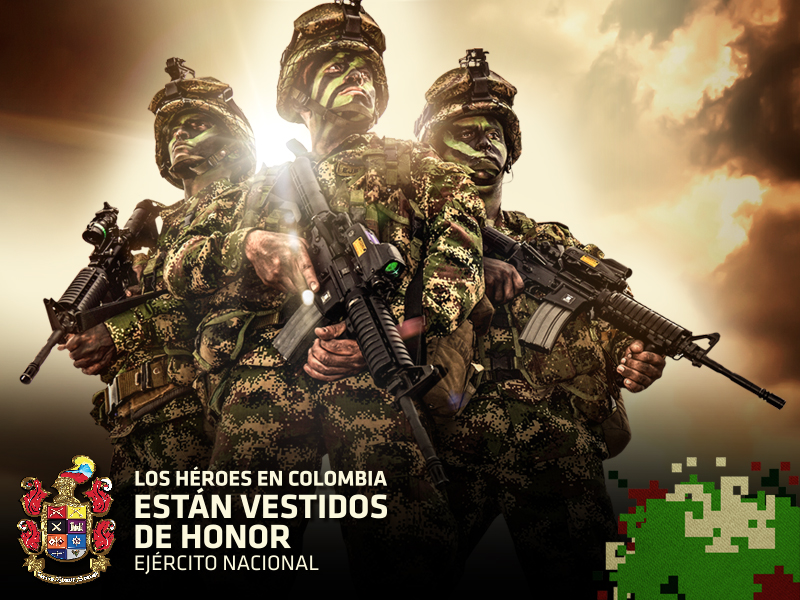 LOS HÉROES EN COLOMBIA
ESTÁN VESTIDOS
DE HONOR
EJÉRCITO NACIONAL